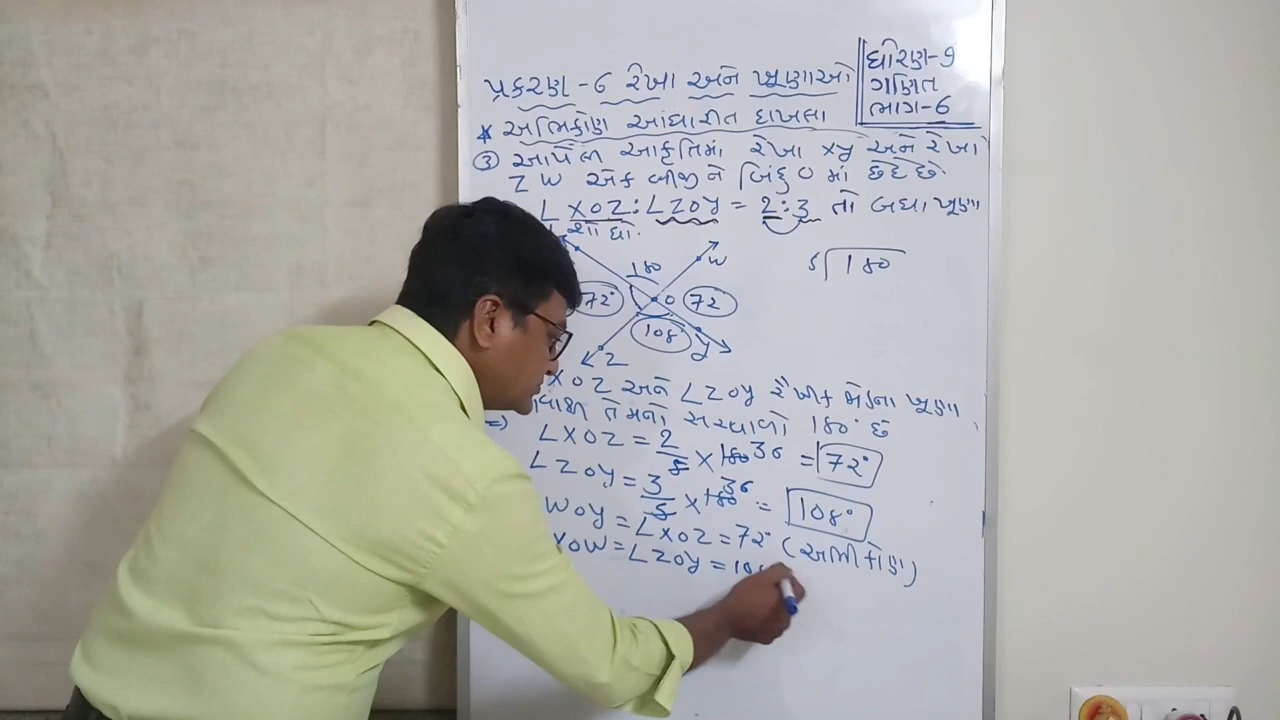 ધોરણ-9
ગણિત
ભાગ-6
પ્રકરણ-6 રેખા અને ખૂણાઓ
* અભિકોણ આધારીત દાખલા
③ આપેલ આકૃતિમાં રેખા xy અને રેખા
ZW એક બીજાને બિંદુ O માં છેદે છે.
∠XOZ:∠ZOY = 2:3 તો બધા ખૂણા
શોધો.
5 180
180
W
72°
O
72
108°
Z
Y
XOZ અને ∠ZOY રૈખીક જોડના ખૂણા
તેમનો સરવાળો 180° છે
=) ∠XOZ = 2/5 × 180 36 = 72°
∠ZOY = 3/5 × 180 36 = 108°
WOY = ∠XOZ = 72° (અભિકોણ)
XOW = ∠ZOY = 10